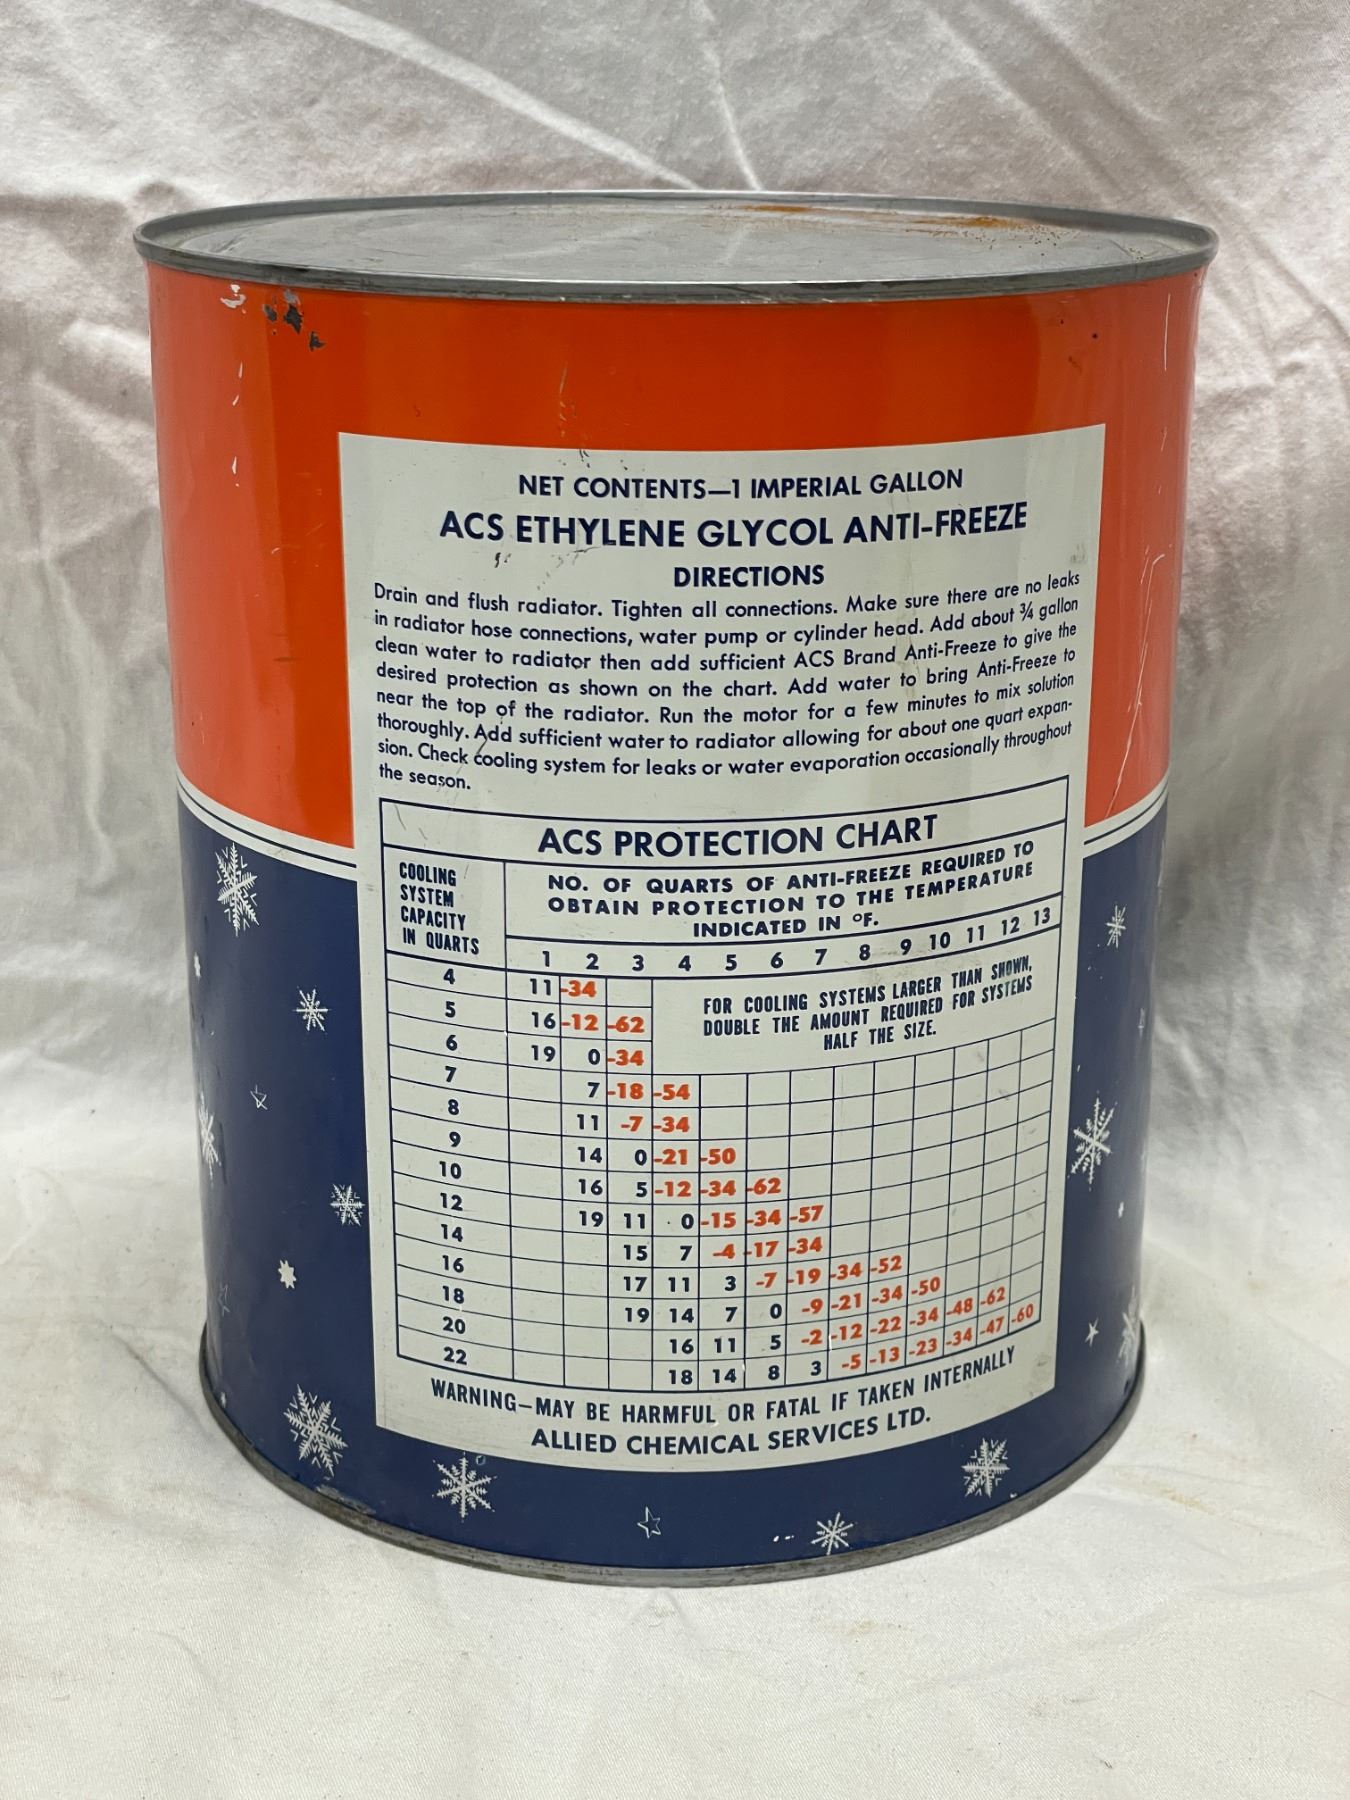 NET CONTENTS—1 IMPERIAL GALLON
ACS ETHYLENE GLYCOL ANTI-FREEZE
DIRECTIONS
Drain and flush radiator. Tighten all connections. Make sure there are no leaks
in radiator hose connections, water pump or cylinder head. Add about ¾ gallon
clean water to radiator then add sufficient ACS Brand Anti-Freeze to give the
desired protection as shown on the chart. Add water to bring Anti-Freeze to
near the top of the radiator. Run the motor for a few minutes to mix solution
thoroughly. Add sufficient water to radiator allowing for about one quart expan-
sion. Check cooling system for leaks or water evaporation occasionally throughout
the season.
ACS PROTECTION CHART
COOLING
SYSTEM
CAPACITY
IN QUARTS
NO. OF QUARTS OF ANTI-FREEZE REQUIRED TO
OBTAIN PROTECTION TO THE TEMPERATURE
INDICATED IN °F.
1 2 3 4 5 6 7 8 9 10 11 12 13
FOR COOLING SYSTEMS LARGER THAN SHOWN,
DOUBLE THE AMOUNT REQUIRED FOR SYSTEMS
HALF THE SIZE.
4 11 -34
5 16 -12 -62
6 19 0 -34
7 7 -18 -54
8 11 -7 -34
9 14 0 -21 -50
10 16 5 -12 -34 -62
12 19 11 0 -15 -34 -57
14 15 7 -4 -17 -34
16 17 11 3 -7 -19 -34 -52
18 19 14 7 0 -9 -21 -34 -50
20 16 11 5 -2 -12 -22 -34 -48 -62
22 18 14 8 3 -5 -13 -23 -34 -47 -60
WARNING—MAY BE HARMFUL OR FATAL IF TAKEN INTERNALLY
ALLIED CHEMICAL SERVICES LTD.